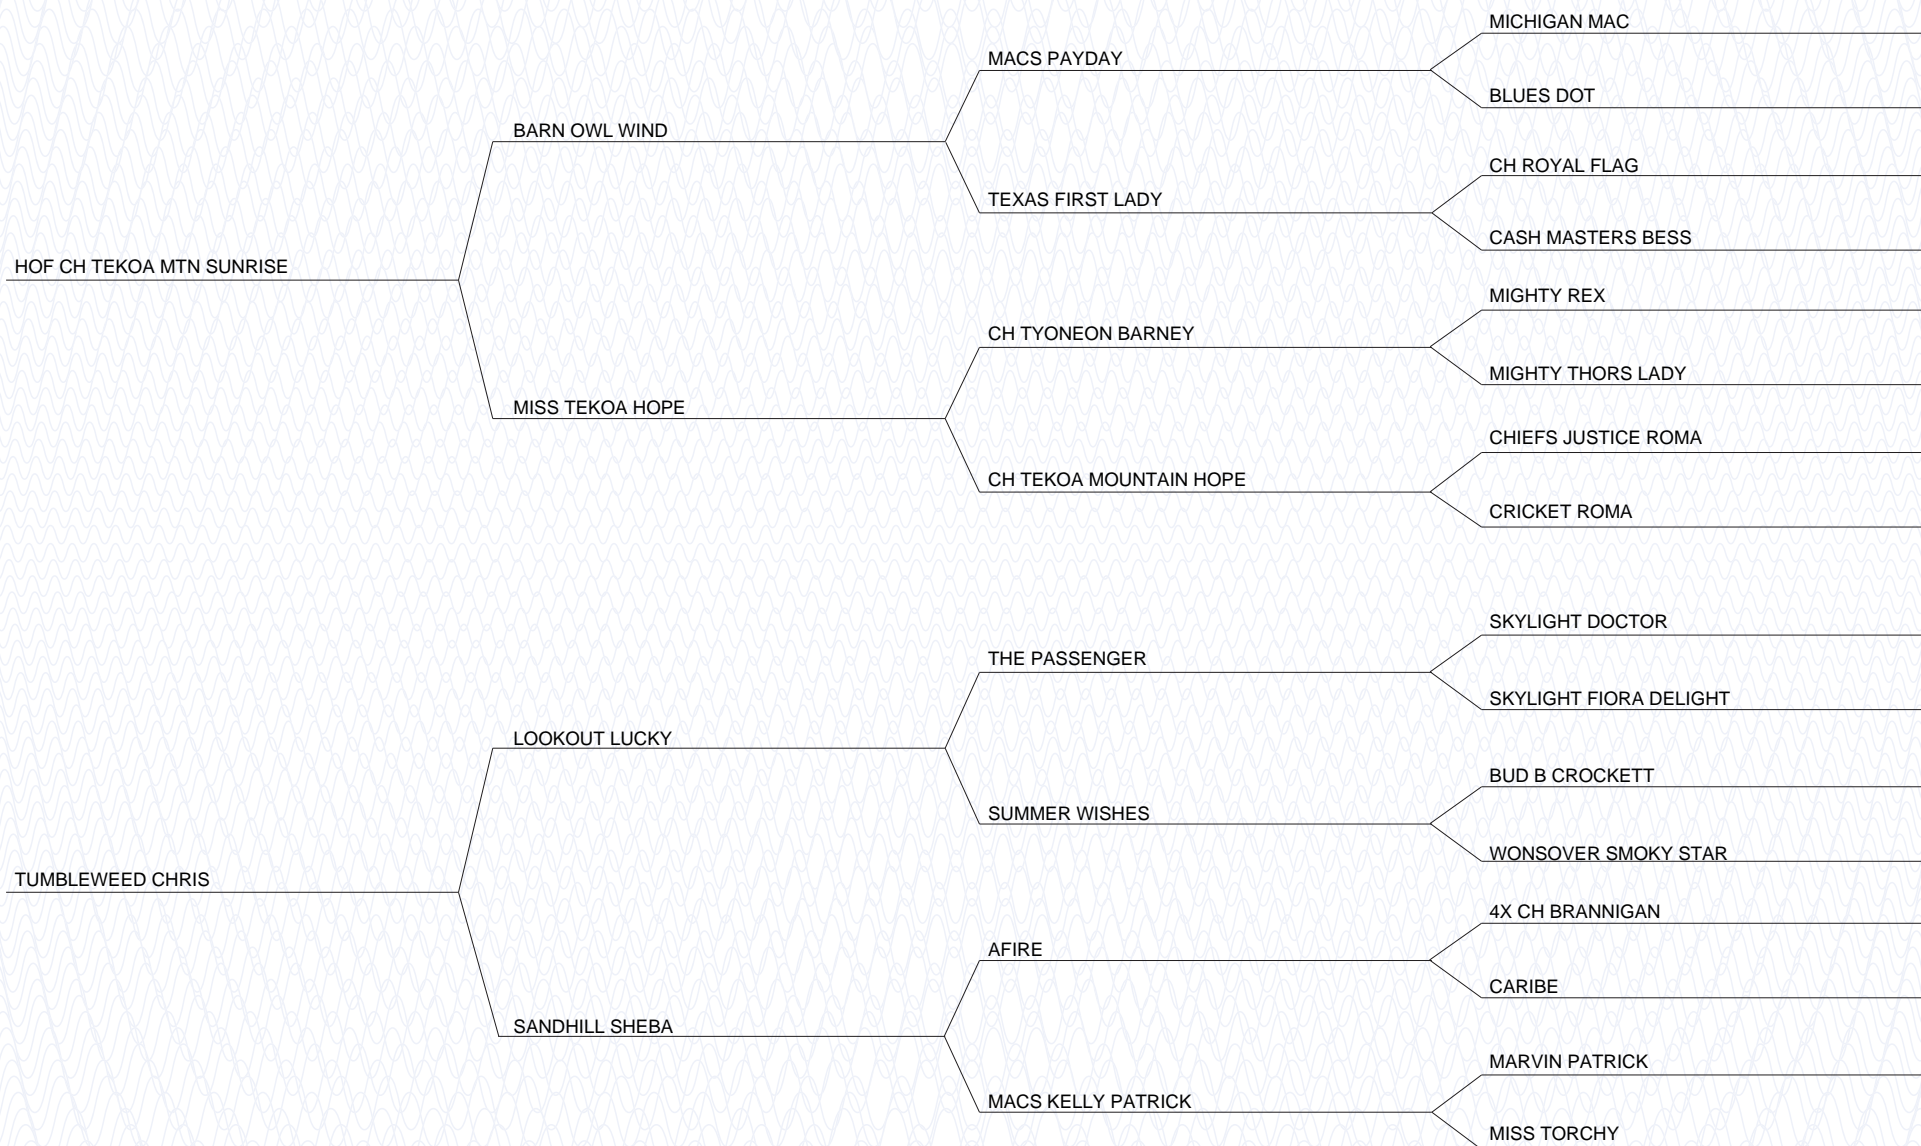 MICHIGAN MAC
MACS PAYDAY
BLUES DOT
BARN OWL WIND
CH ROYAL FLAG
TEXAS FIRST LADY
CASH MASTERS BESS
HOF CH TEKOA MTN SUNRISE
MIGHTY REX
CH TYONEON BARNEY
MIGHTY THORS LADY
MISS TEKOA HOPE
CHIEFS JUSTICE ROMA
CH TEKOA MOUNTAIN HOPE
CRICKET ROMA
SKYLIGHT DOCTOR
THE PASSENGER
SKYLIGHT FIORA DELIGHT
LOOKOUT LUCKY
BUD B CROCKETT
SUMMER WISHES
WONSOVER SMOKY STAR
TUMBLEWEED CHRIS
4X CH BRANNIGAN
AFIRE
CARIBE
SANDHILL SHEBA
MARVIN PATRICK
MACS KELLY PATRICK
MISS TORCHY